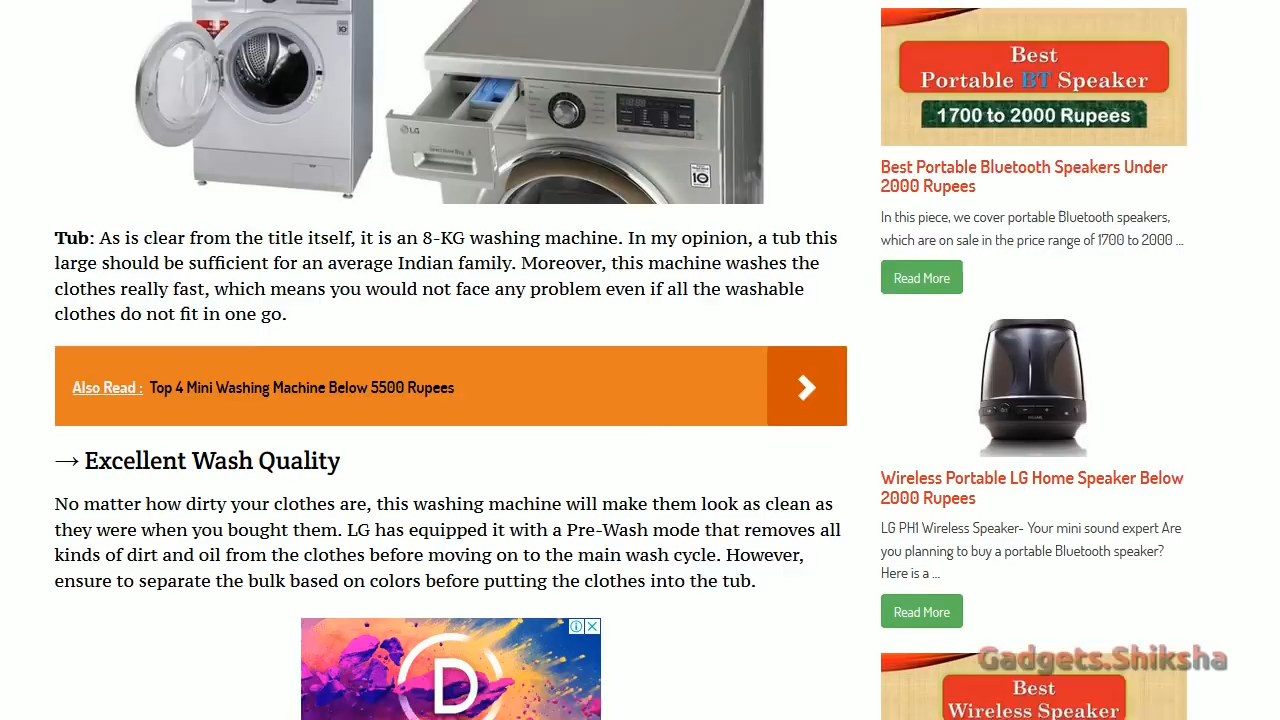 LG
Tub: As is clear from the title itself, it is an 8-KG washing machine. In my opinion, a tub this
large should be sufficient for an average Indian family. Moreover, this machine washes the
clothes really fast, which means you would not face any problem even if all the washable
clothes do not fit in one go.
Also Read : Top 4 Mini Washing Machine Below 5500 Rupees
→ Excellent Wash Quality
No matter how dirty your clothes are, this washing machine will make them look as clean as
they were when you bought them. LG has equipped it with a Pre-Wash mode that removes all
kinds of dirt and oil from the clothes before moving on to the main wash cycle. However,
ensure to separate the bulk based on colors before putting the clothes into the tub.
D
Best
Portable BT Speaker
1700 to 2000 Rupees
Best Portable Bluetooth Speakers Under
2000 Rupees
In this piece, we cover portable Bluetooth speakers,
which are on sale in the price range of 1700 to 2000 ...
Read More
Wireless Portable LG Home Speaker Below
2000 Rupees
LG PH1 Wireless Speaker- Your mini sound expert Are
you planning to buy a portable Bluetooth speaker?
Here is a ...
Read More
Gadgets.Shiksha
Best
Wireless Speaker